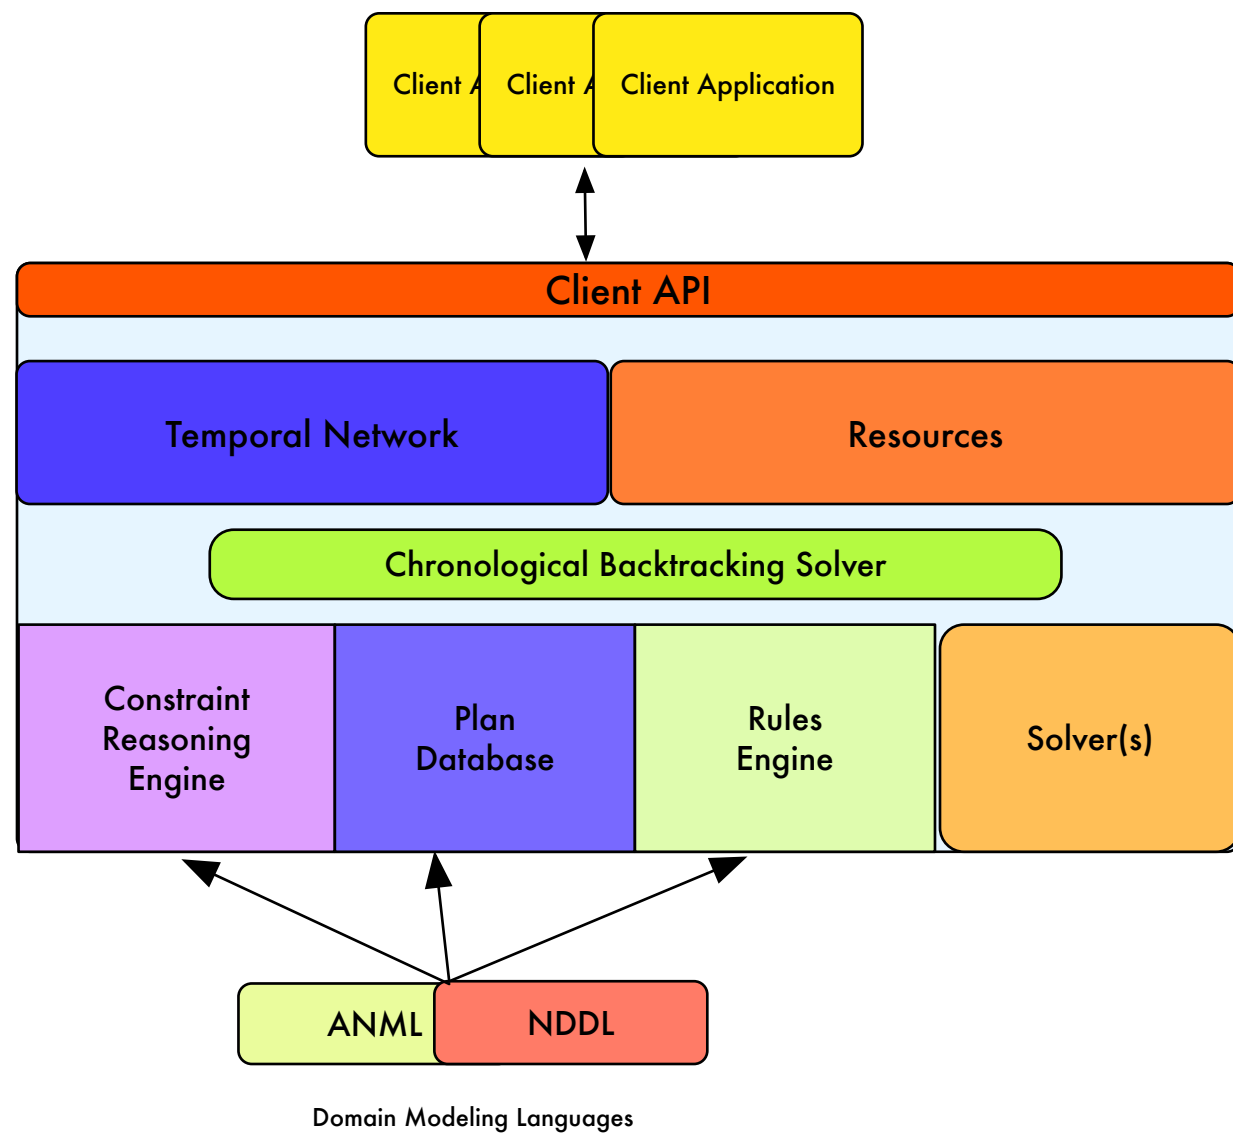 Client A
Client A
Client Application
Client API
Temporal Network
Resources
Chronological Backtracking Solver
Constraint
Reasoning
Engine
Plan
Database
Rules
Engine
Solver(s)
ANML
NDDL
Domain Modeling Languages